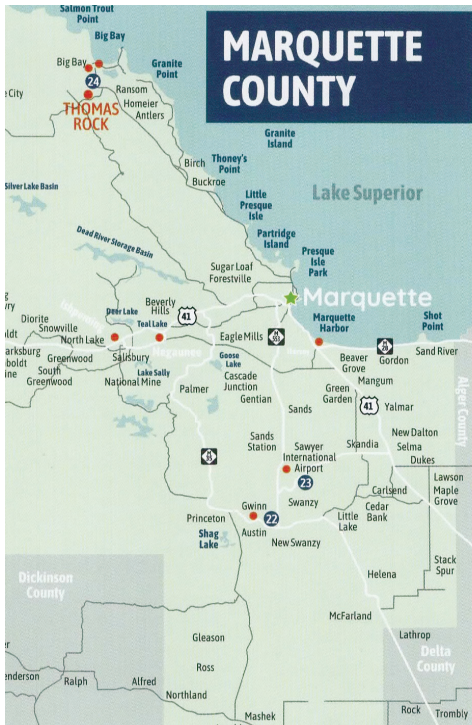 MARQUETTE
COUNTY
Salmon Trout
Point
Big Bay
Big Bay
24
THOMAS
ROCK
Granite
Point
Ransom
Homeier
Antlers
e City
Granite
Island
Thoney's
Point
Birch
Buckroe
Little
Presque
Isle
Lake Superior
Silver Lake Basin
Partridge
Island
Dead River Storage Basin
Presque
Isle
Park
Sugar Loaf
Forestville
Marquette
Beverly
Hills
41
Deer Lake
Ishpeming
Teal Lake
Diorite
Snowville
North Lake
Negaunee
Eagle Mills
M
553
Marquette
Harbor
M
28
Shot
Point
Sand River
Gordon
Beaver
Grove
Mangum
Greenwood
Salisbury
South
Greenwood
National Mine
Lake Sally
Goose
Lake
Cascade
Junction
Gentian
Palmer
Green
Garden
41
Yalmar
Alger County
Sands
Sands
Station
M
35
Sawyer
International
Airport
23
Skandia
New Dalton
Selma
Dukes
Lawson
Maple
Grove
Carlsend
Swanzy
Cedar
Bank
Little
Lake
Gwinn
22
Princeton
Austin
New Swanzy
Shag
Lake
Stack
Spur
Helena
Dickinson
County
McFarland
Lathrop
Delta
County
Gleason
Ross
Ralph
Alfred
Northland
Mashek
Rock
Trombly